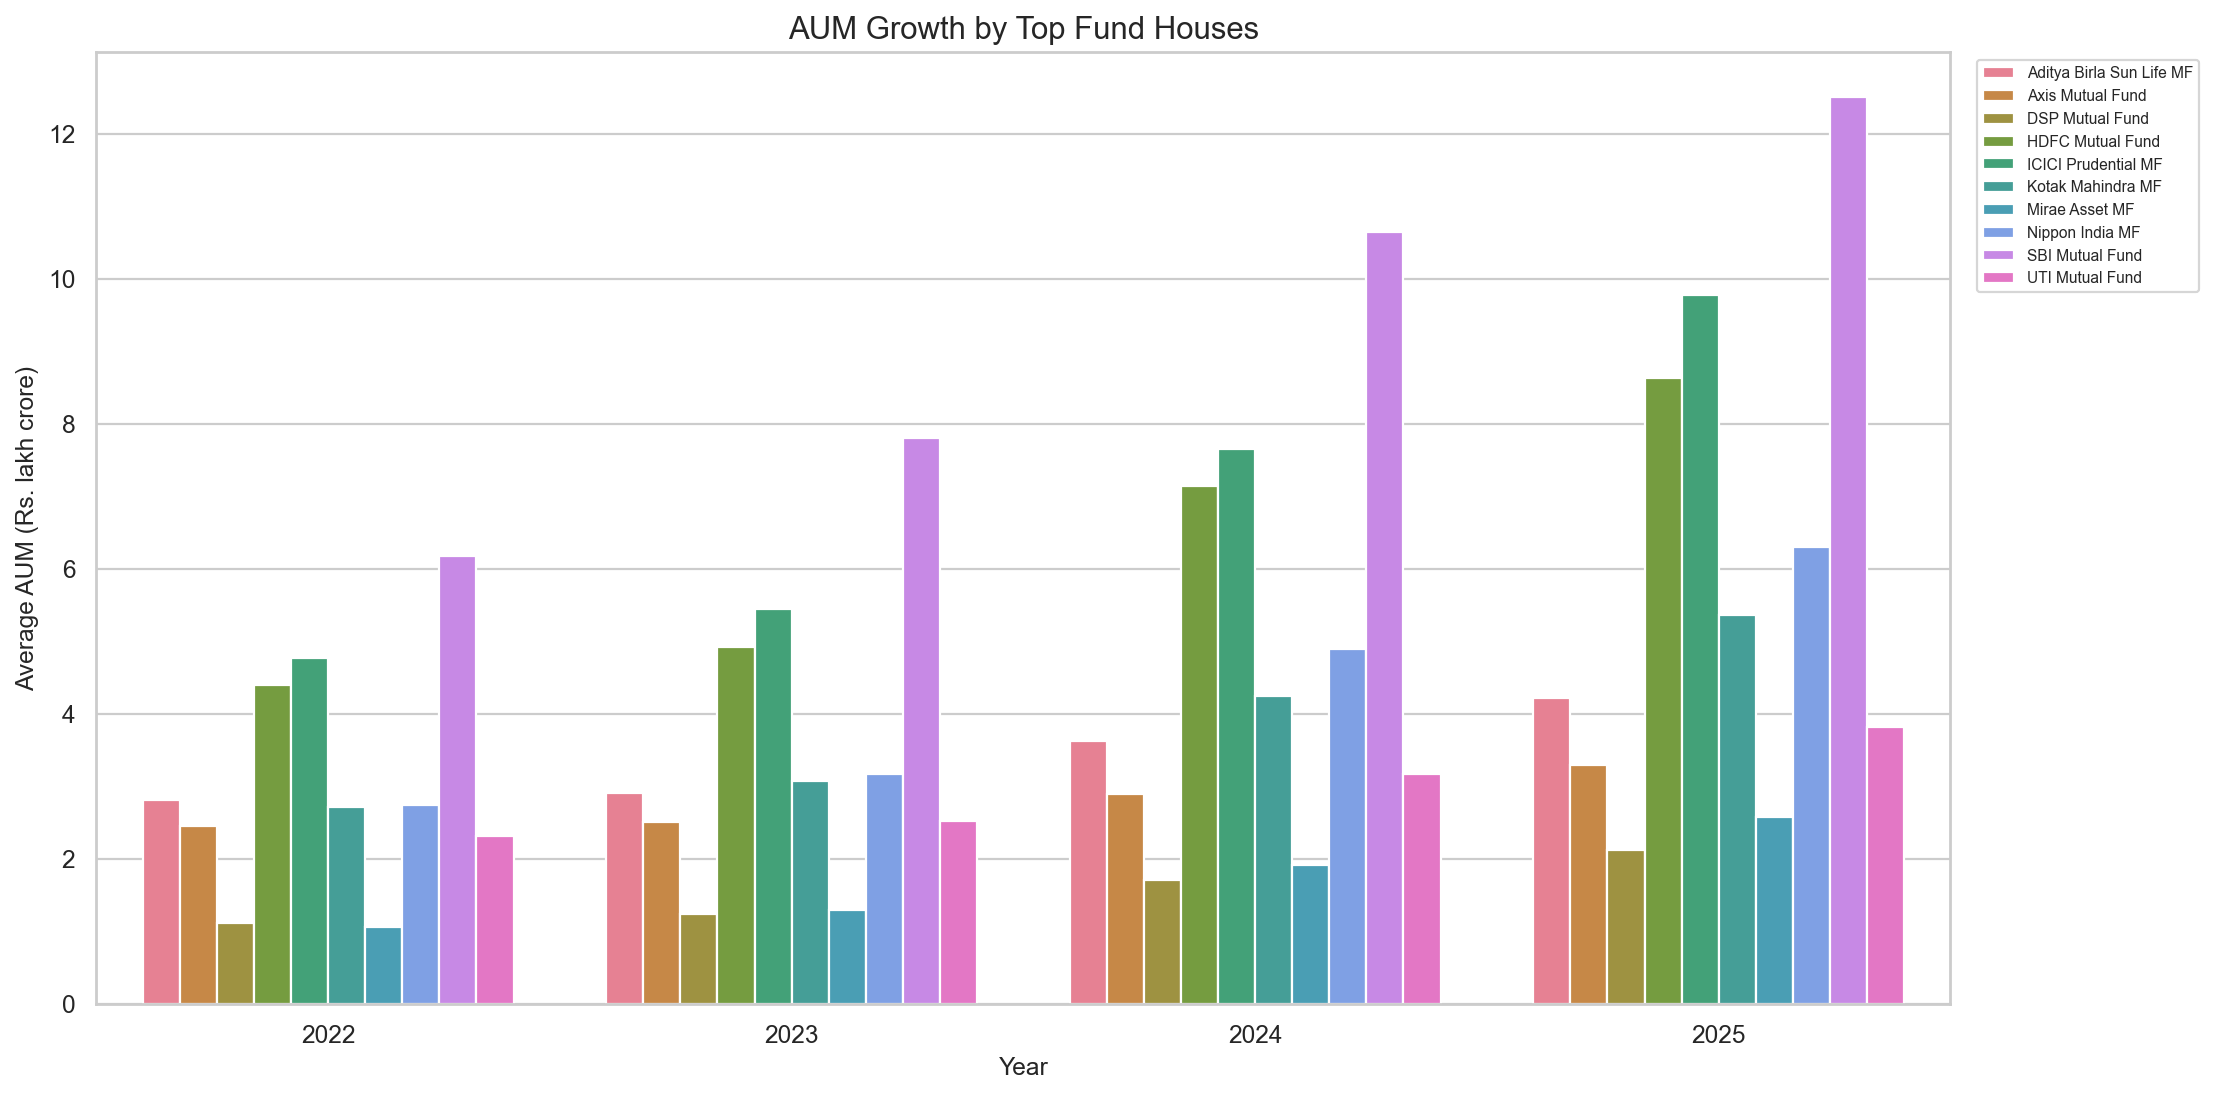 AUM Growth by Top Fund Houses
Average AUM (Rs. lakh crore)
12
10
8
6
4
2
0
2022
2023
2024
2025
Year
Aditya Birla Sun Life MF
Axis Mutual Fund
DSP Mutual Fund
HDFC Mutual Fund
ICICI Prudential MF
Kotak Mahindra MF
Mirae Asset MF
Nippon India MF
SBI Mutual Fund
UTI Mutual Fund